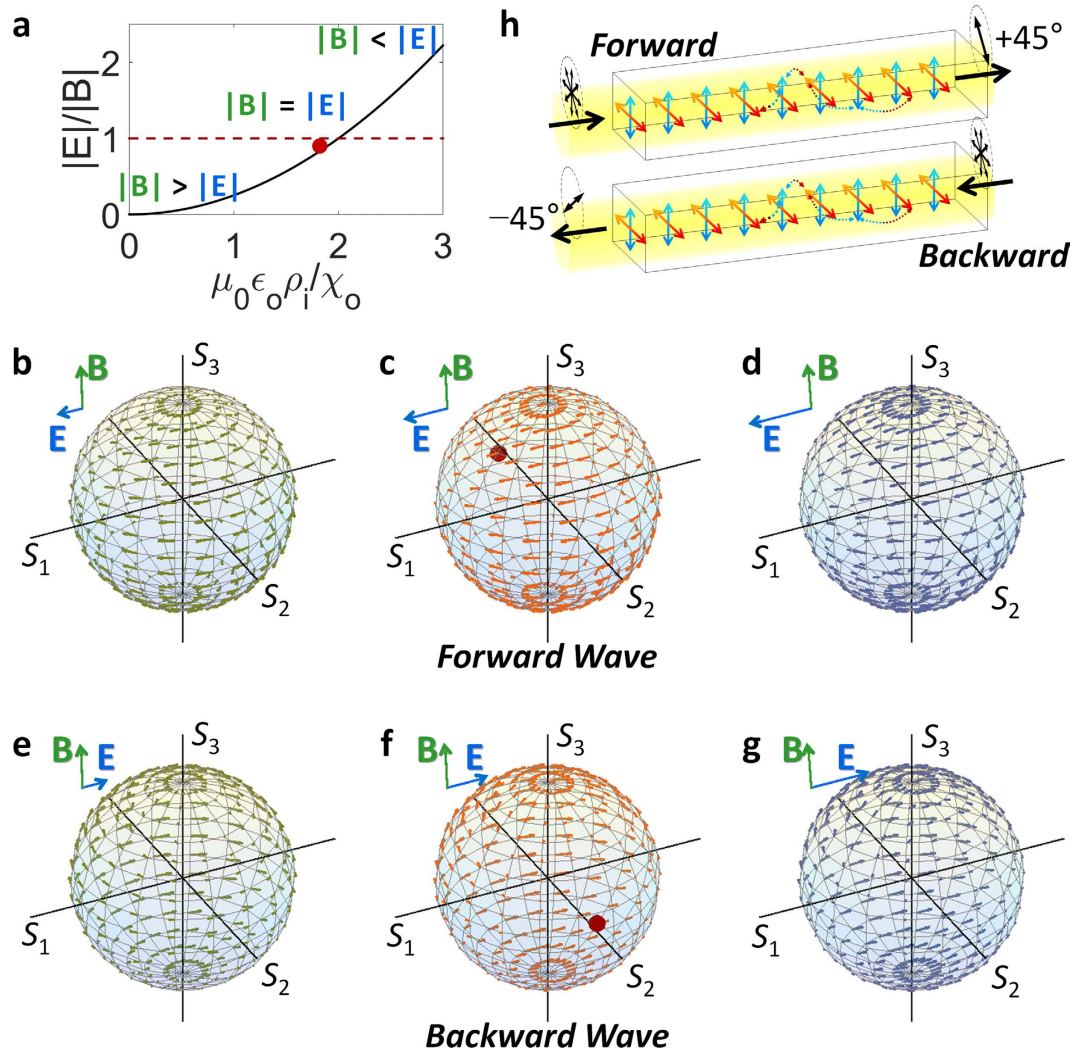 a
|B| < |E|
|B| = |E|
|B| > |E|
|E|/|B|
2
1
0
0 1 2 3
μ₀ϵₒρᵢ/χₒ
h
Forward
+45°
−45°
Backward
b
B
E
S₃
S₁
S₂
c
B
E
S₃
S₁
S₂
d
B
E
S₃
S₁
S₂
Forward Wave
e
B
E
S₃
S₁
S₂
f
B
E
S₃
S₁
S₂
g
B
E
S₃
S₁
S₂
Backward Wave